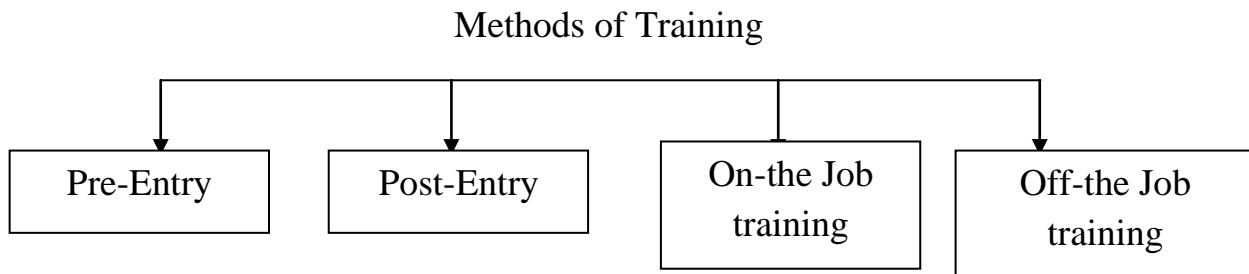 Methods of Training
Pre-Entry
Post-Entry
On-the Job
training
Off-the Job
training